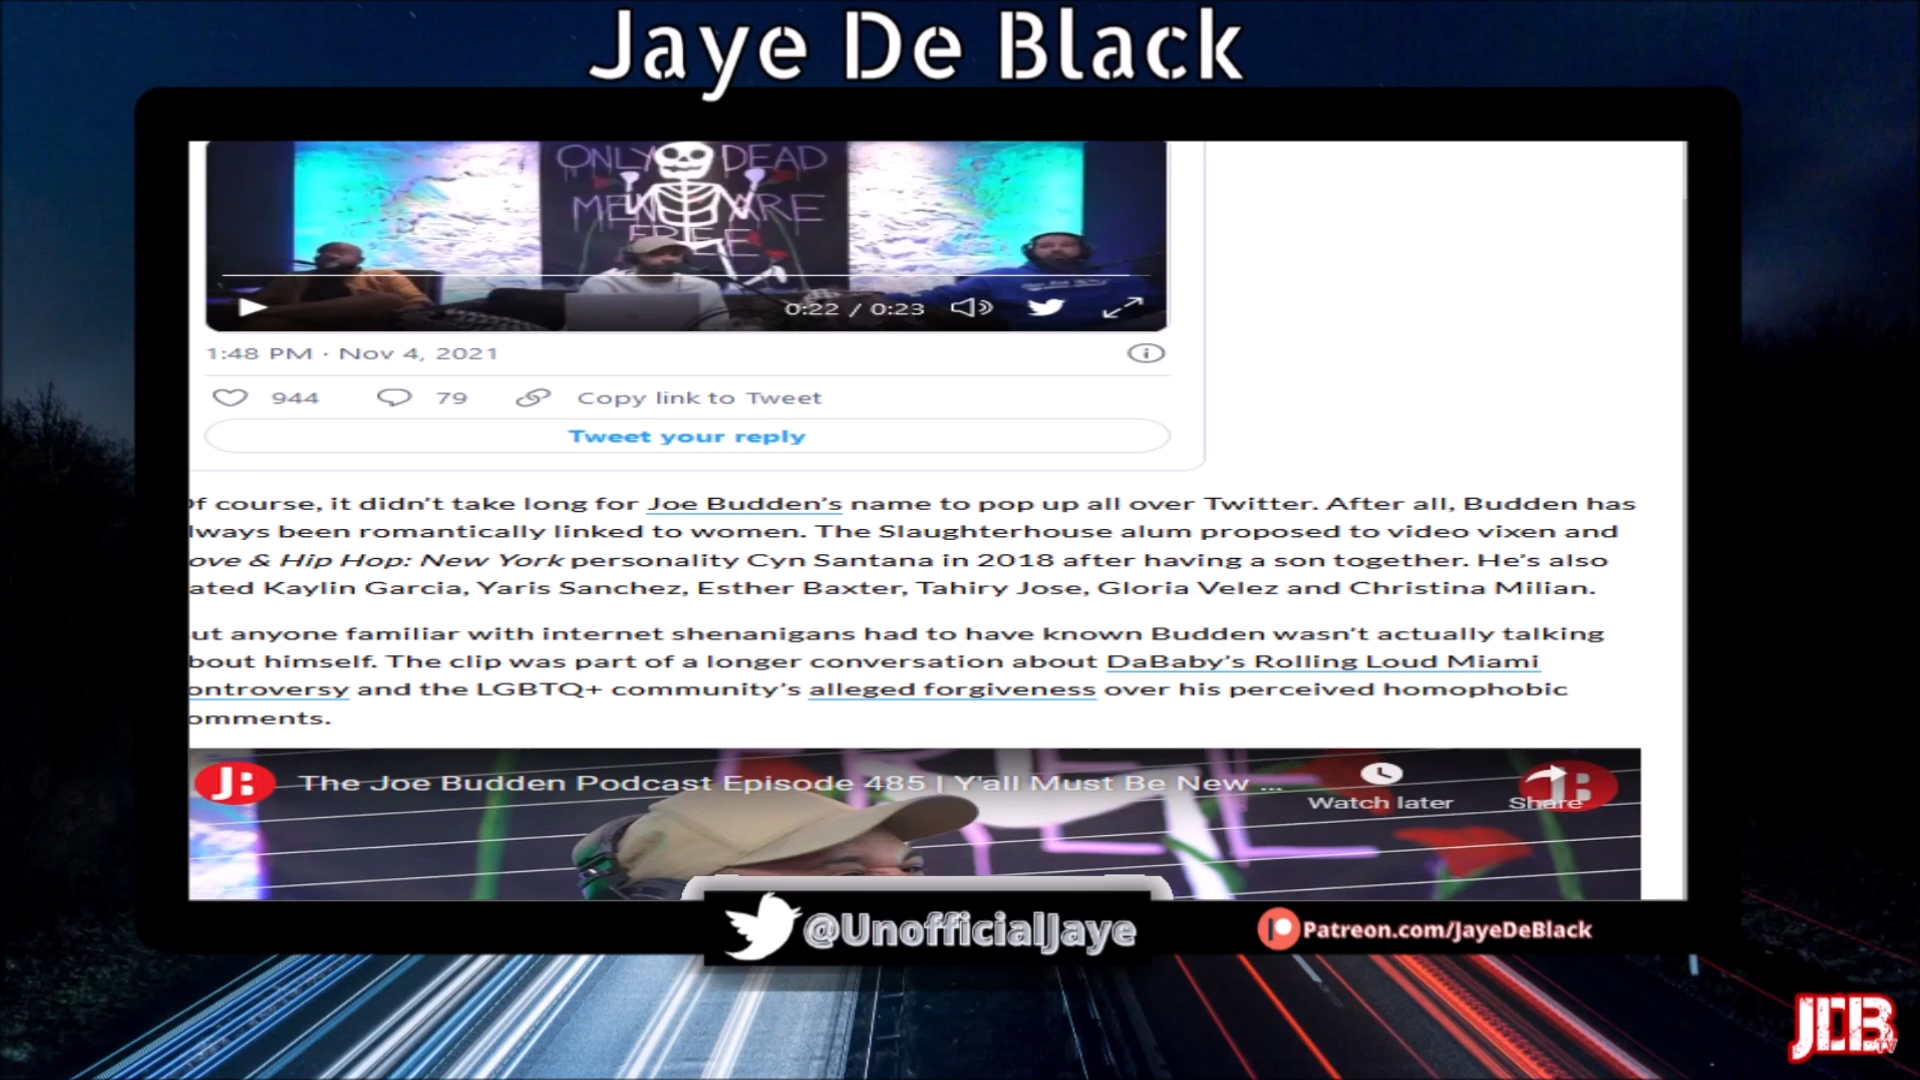 Jaye De Black
ONLY DEAD
MEN ARE
FREE
0:22 / 0:23
1:48 PM · Nov 4, 2021
944 79 Copy link to Tweet
Tweet your reply
f course, it didn't take long for Joe Budden's name to pop up all over Twitter. After all, Budden has
lways been romantically linked to women. The Slaughterhouse alum proposed to video vixen and
ove & Hip Hop: New York personality Cyn Santana in 2018 after having a son together. He's also
ated Kaylin Garcia, Yaris Sanchez, Esther Baxter, Tahiry Jose, Gloria Velez and Christina Milian.
ut anyone familiar with internet shenanigans had to have known Budden wasn't actually talking
bout himself. The clip was part of a longer conversation about DaBaby's Rolling Loud Miami
ontroversy and the LGBTQ+ community's alleged forgiveness over his perceived homophobic
omments.
JB The Joe Budden Podcast Episode 485 | Y'all Must Be New ...
Watch later Share
@UnofficialJaye
Patreon.com/JayeDeBlack
JDB TV